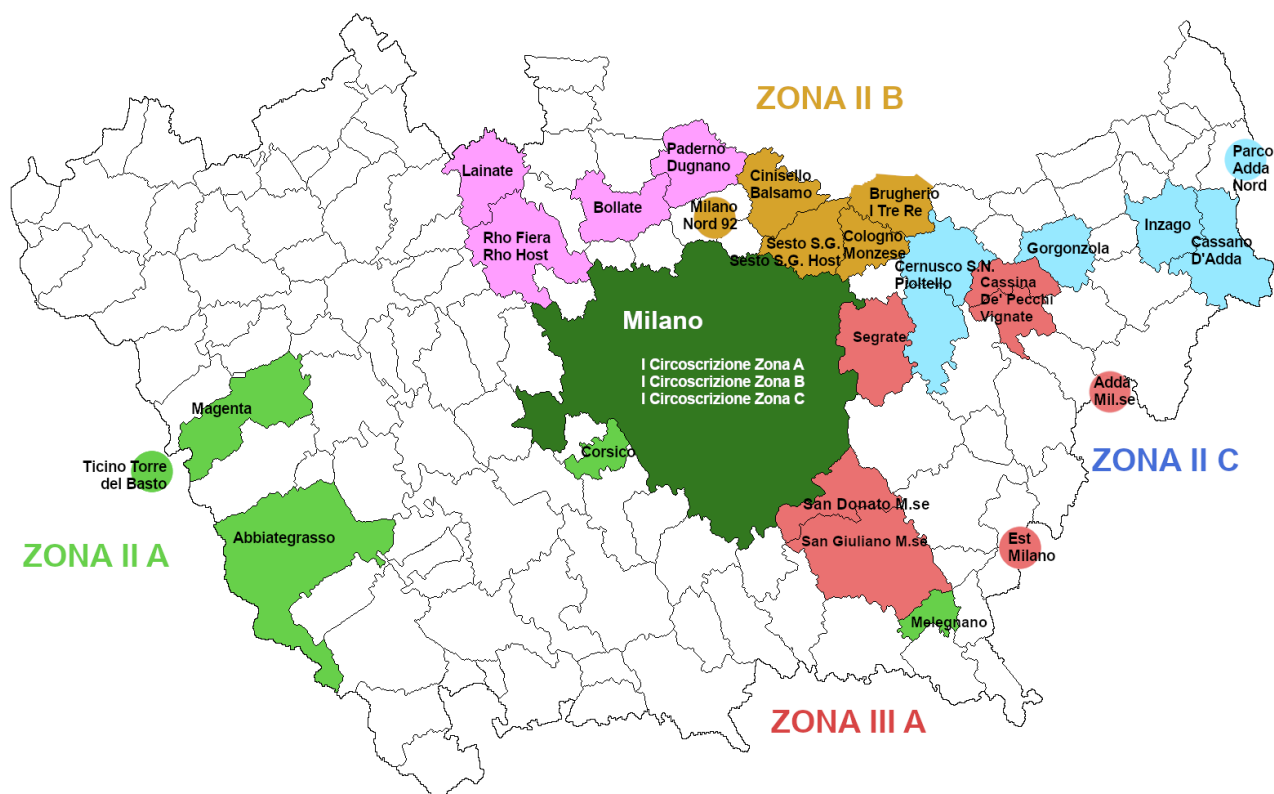 ZONA II B
Paderno
Dugnano
Lainate
Cinisello
Balsamo
Parco
Adda
Nord
Brugherio
I Tre Re
Bollate
Milano
Nord 92
Inzago
Rho Fiera
Rho Host
Sesto S.G.
Sesto S.G. Host
Cologno
Monzese
Gorgonzola
Cassano
D'Adda
Cernusco S.N.
Pioltello
Cassina
De' Pecchi
Vignate
Milano
Segrate
I Circoscrizione Zona A
I Circoscrizione Zona B
I Circoscrizione Zona C
Adda
Mil.se
Magenta
Corsico
ZONA II C
Ticino Torre
del Basto
San Donato M.se
Abbiategrasso
San Giuliano M.se
Est
Milano
ZONA II A
Melegnano
ZONA III A